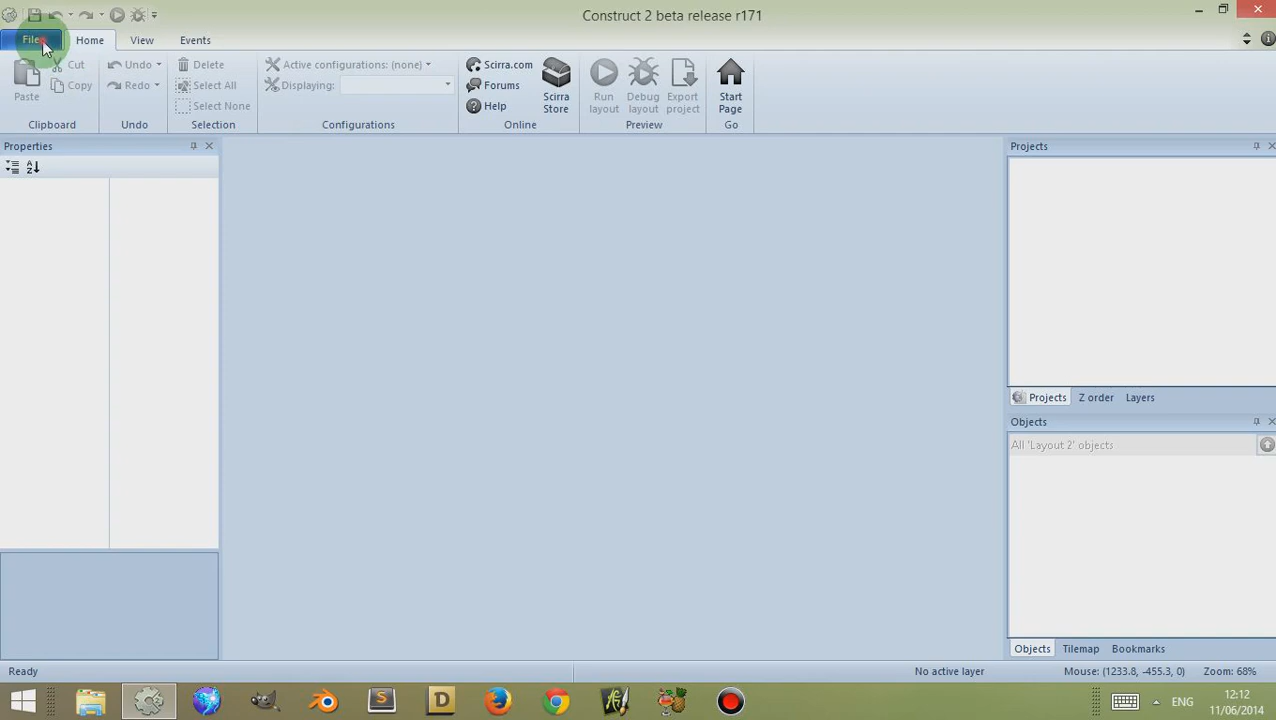 Construct 2 beta release r171
File
Home
View
Events
Paste
Cut
Copy
Clipboard
Undo
Redo
Undo
Delete
Select All
Select None
Selection
Active configurations: (none)
Displaying:
Configurations
Scirra.com
Forums
Help
Scirra
Store
Online
Run
layout
Debug
layout
Export
project
Preview
Start
Page
Go
Properties
Projects
Projects
Z order
Layers
Objects
All 'Layout 2' objects
Objects
Tilemap
Bookmarks
Ready
No active layer
Mouse: (1233.8, -455.3, 0)
Zoom: 68%
ENG
12:12
11/06/2014